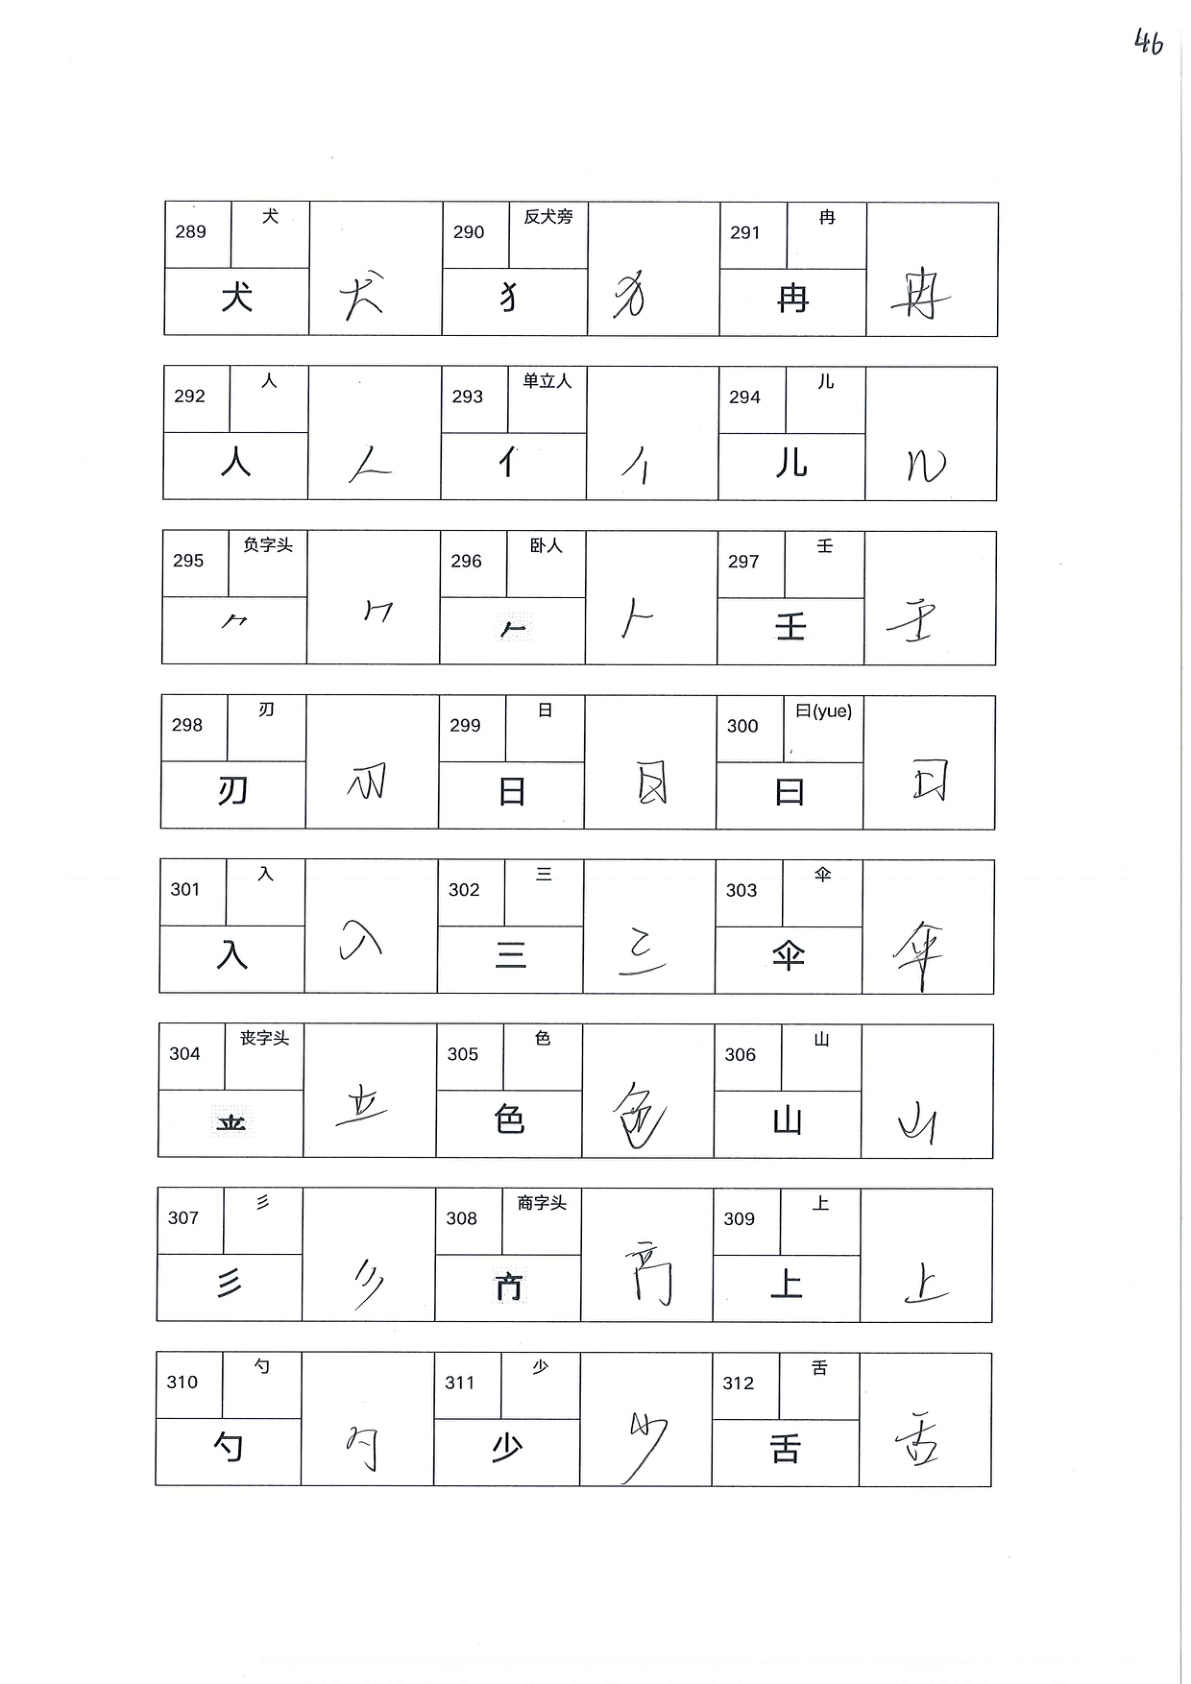 46
289 犬 290 反犬旁 291 冉
犬 犬 犭 犭 冉 冉
292 人 293 单立人 294 儿
人 人 亻 亻 儿 儿
295 负字头 296 卧人 297 壬
𠂊 𠂊 𠂉 𠂉 壬 壬
298 刃 299 日 300 曰(yue)
刃 刃 日 日 曰 曰
301 入 302 三 303 伞
入 入 三 三 伞 伞
304 丧字头 305 色 306 山
色 色 山 山
307 彡 308 商字头 309 上
彡 彡 上 上
310 勺 311 少 312 舌
勺 勺 少 少 舌 舌